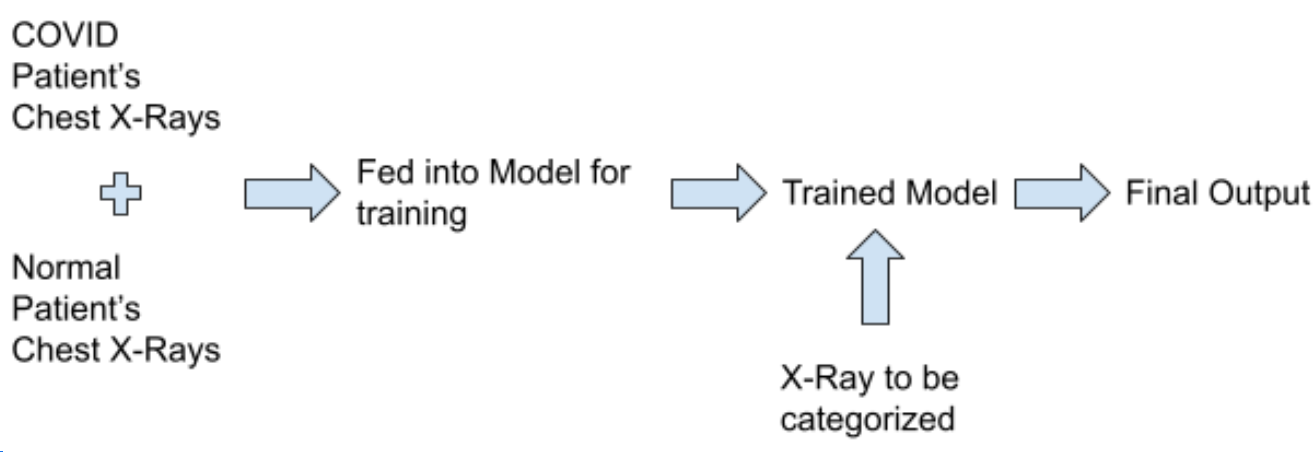 COVID
Patient's
Chest X-Rays
Normal
Patient's
Chest X-Rays
Fed into Model for
training
Trained Model
Final Output
X-Ray to be
categorized